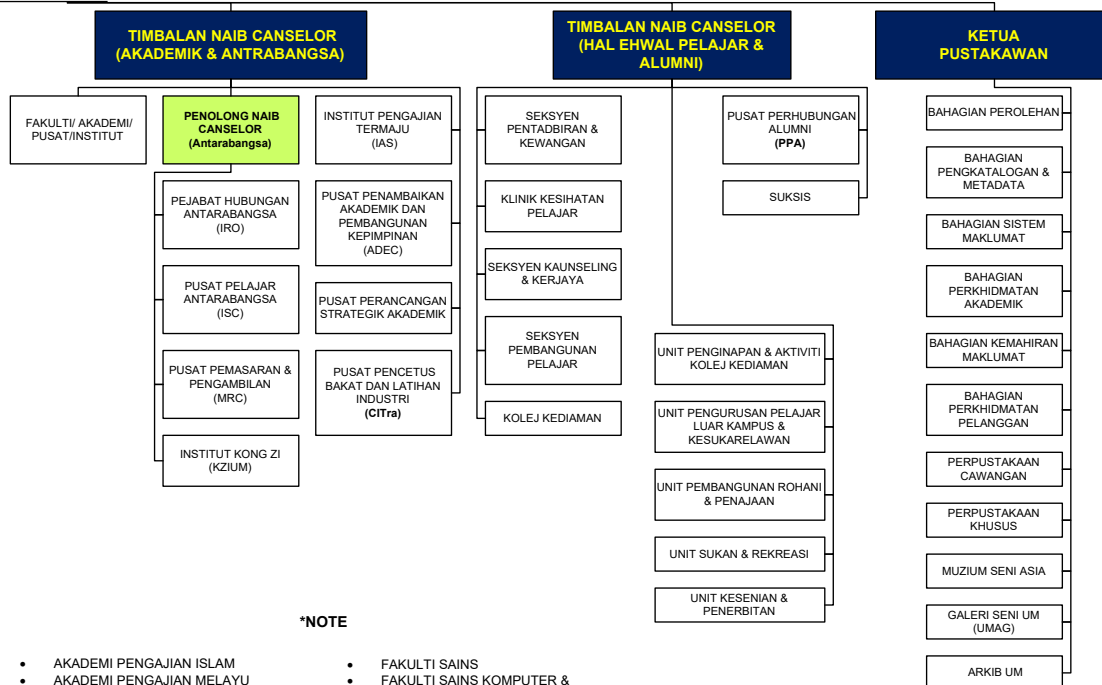 TIMBALAN NAIB CANSELOR
(AKADEMIK & ANTRABANGSA)
FAKULTI/ AKADEMI/
PUSAT/INSTITUT
PENOLONG NAIB
CANSELOR
(Antarabangsa)
PEJABAT HUBUNGAN
ANTARABANGSA
(IRO)
PUSAT PELAJAR
ANTARABANGSA
(ISC)
PUSAT PEMASARAN &
PENGAMBILAN
(MRC)
INSTITUT KONG ZI
(KZIUM)
INSTITUT PENGAJIAN
TERMAJU
(IAS)
PUSAT PENAMBAIKAN
AKADEMIK DAN
PEMBANGUNAN
KEPIMPINAN
(ADEC)
PUSAT PERANCANGAN
STRATEGIK AKADEMIK
PUSAT PENCETUS
BAKAT DAN LATIHAN
INDUSTRI
(CITra)
TIMBALAN NAIB CANSELOR
(HAL EHWAL PELAJAR &
ALUMNI)
SEKSYEN
PENTADBIRAN &
KEWANGAN
KLINIK KESIHATAN
PELAJAR
SEKSYEN KAUNSELING
& KERJAYA
SEKSYEN
PEMBANGUNAN
PELAJAR
KOLEJ KEDIAMAN
PUSAT PERHUBUNGAN
ALUMNI
(PPA)
SUKSIS
UNIT PENGINAPAN & AKTIVITI
KOLEJ KEDIAMAN
UNIT PENGURUSAN PELAJAR
LUAR KAMPUS &
KESUKARELAWAN
UNIT PEMBANGUNAN ROHANI
& PENAJAAN
UNIT SUKAN & REKREASI
UNIT KESENIAN &
PENERBITAN
KETUA
PUSTAKAWAN
BAHAGIAN PEROLEHAN
BAHAGIAN
PENGKATALOGAN &
METADATA
BAHAGIAN SISTEM
MAKLUMAT
BAHAGIAN
PERKHIDMATAN
AKADEMIK
BAHAGIAN KEMAHIRAN
MAKLUMAT
BAHAGIAN
PERKHIDMATAN
PELANGGAN
PERPUSTAKAAN
CAWANGAN
PERPUSTAKAAN
KHUSUS
MUZIUM SENI ASIA
GALERI SENI UM
(UMAG)
ARKIB UM
*NOTE
• AKADEMI PENGAJIAN ISLAM
• AKADEMI PENGAJIAN MELAYU
• FAKULTI SAINS
• FAKULTI SAINS KOMPUTER &